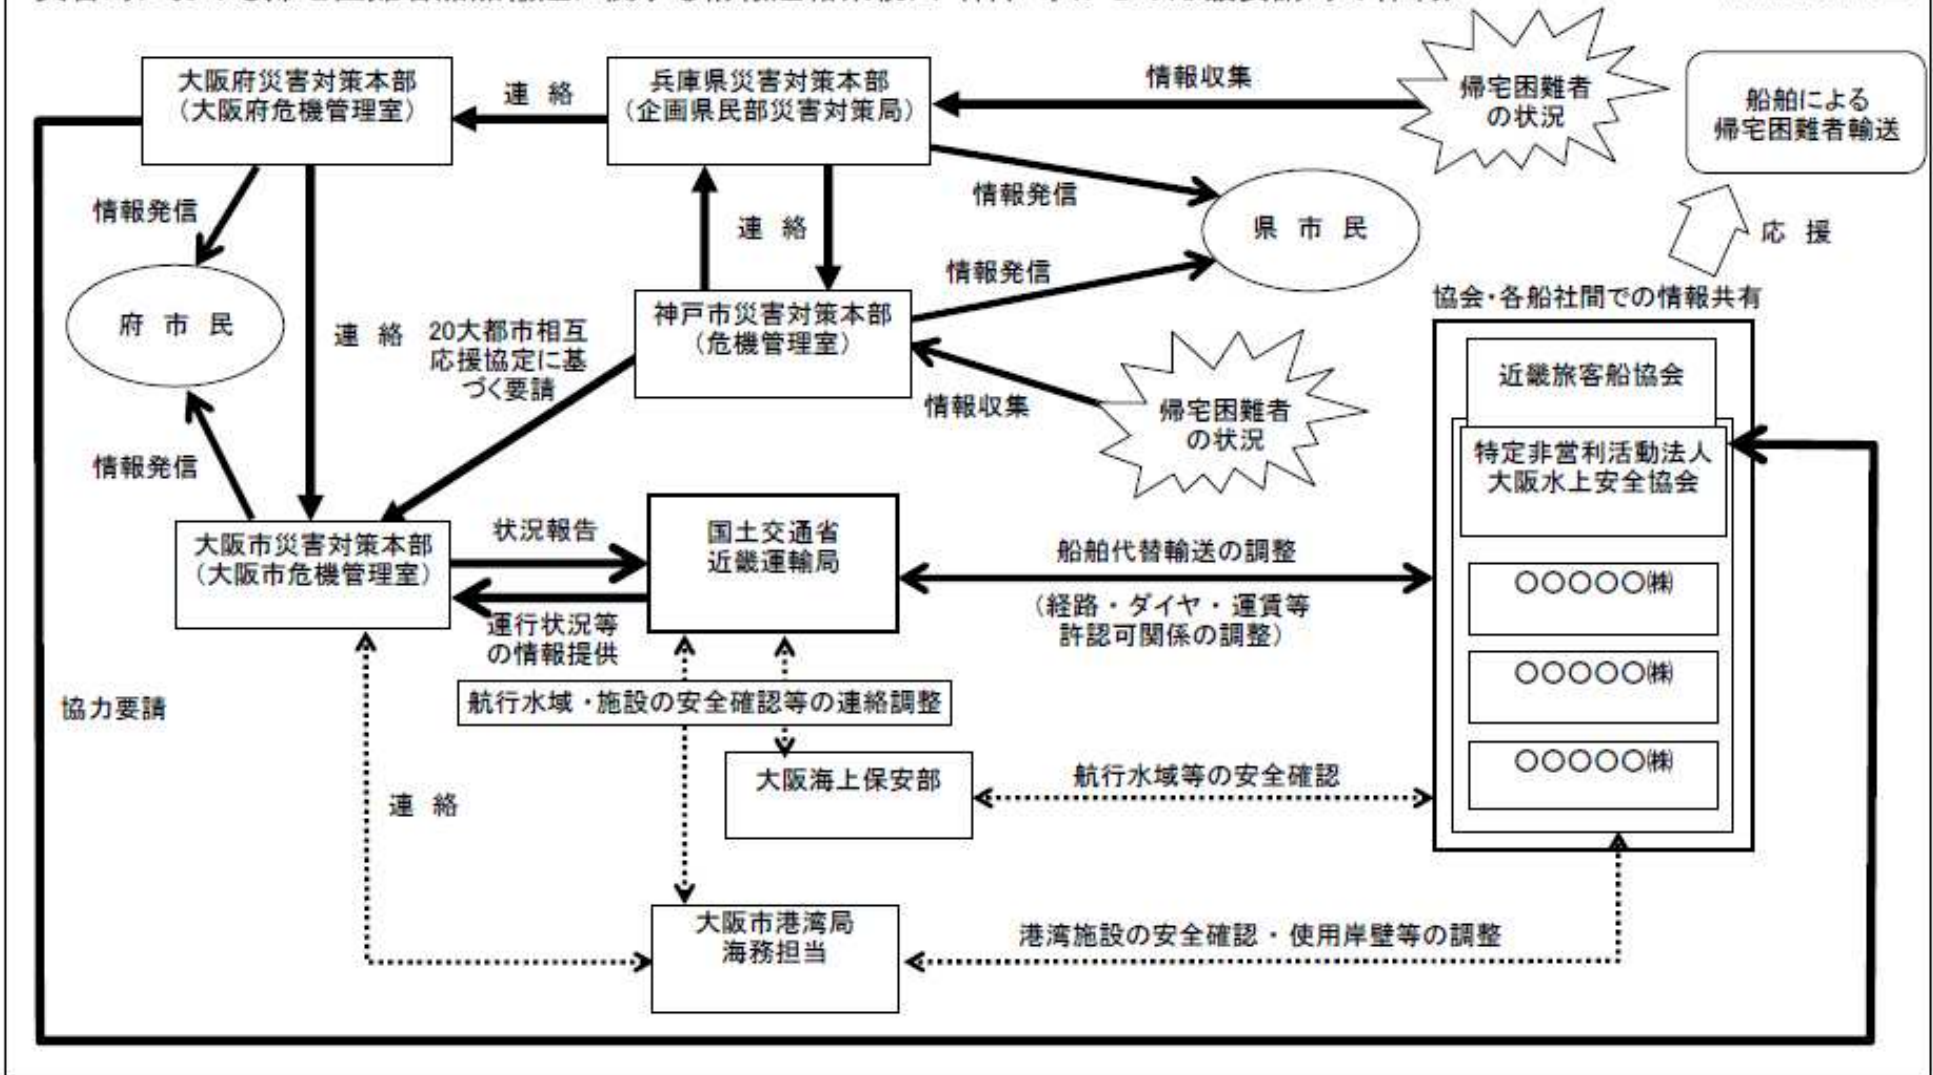 大阪府災害対策本部
（大阪府危機管理室）
連 絡
兵庫県災害対策本部
（企画県民部災害対策局）
情報収集
帰宅困難者
の状況
船舶による
帰宅困難者輸送
情報発信
情報発信
連 絡
県 市 民
応 援
情報発信
府 市 民
連 絡
20大都市相互
応援協定に基
づく要請
神戸市災害対策本部
（危機管理室）
情報収集
帰宅困難者
の状況
協会・各船社間での情報共有
近畿旅客船協会
特定非営利活動法人
大阪水上安全協会
○○○○○㈱
○○○○○㈱
○○○○○㈱
情報発信
大阪市災害対策本部
（大阪市危機管理室）
状況報告
国土交通省
近畿運輸局
運行状況等
の情報提供
船舶代替輸送の調整
（経路・ダイヤ・運賃等
許認可関係の調整）
協力要請
航行水域・施設の安全確認等の連絡調整
大阪海上保安部
航行水域等の安全確認
連 絡
大阪市港湾局
海務担当
港湾施設の安全確認・使用岸壁等の調整